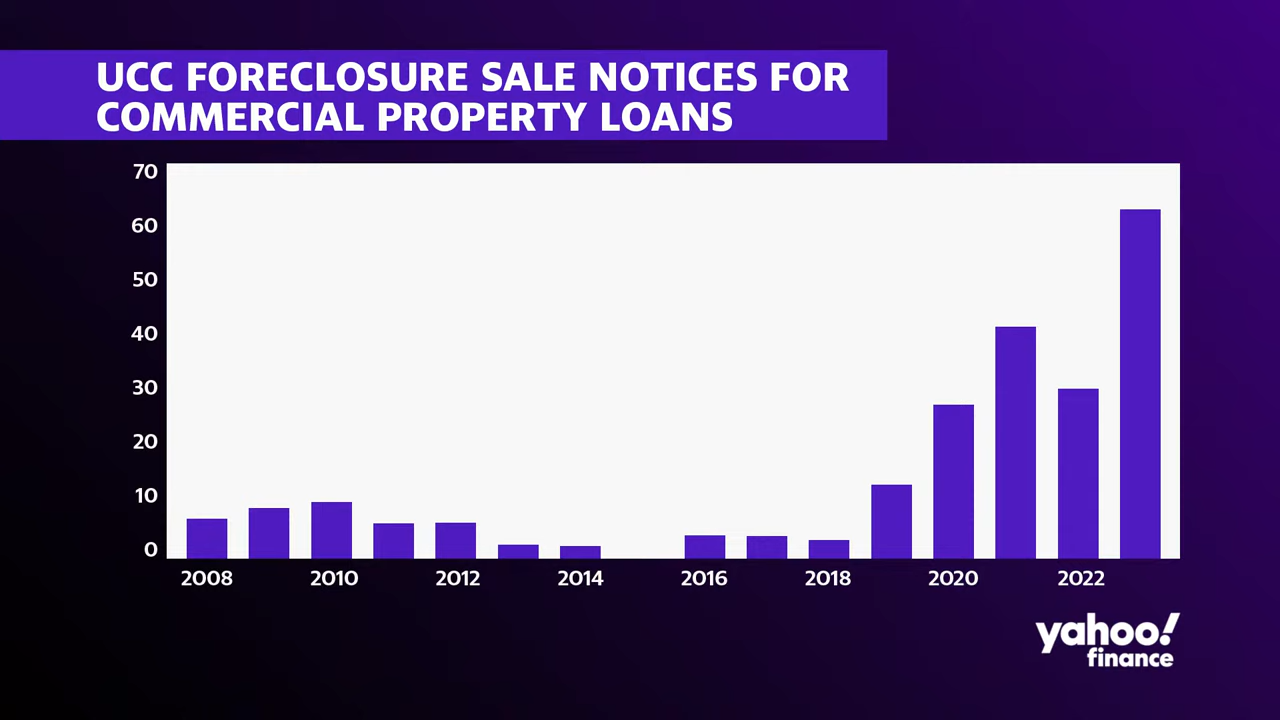 UCC FORECLOSURE SALE NOTICES FOR
COMMERCIAL PROPERTY LOANS
70
60
50
40
30
20
10
0
2008 2010 2012 2014 2016 2018 2020 2022
yahoo!
finance